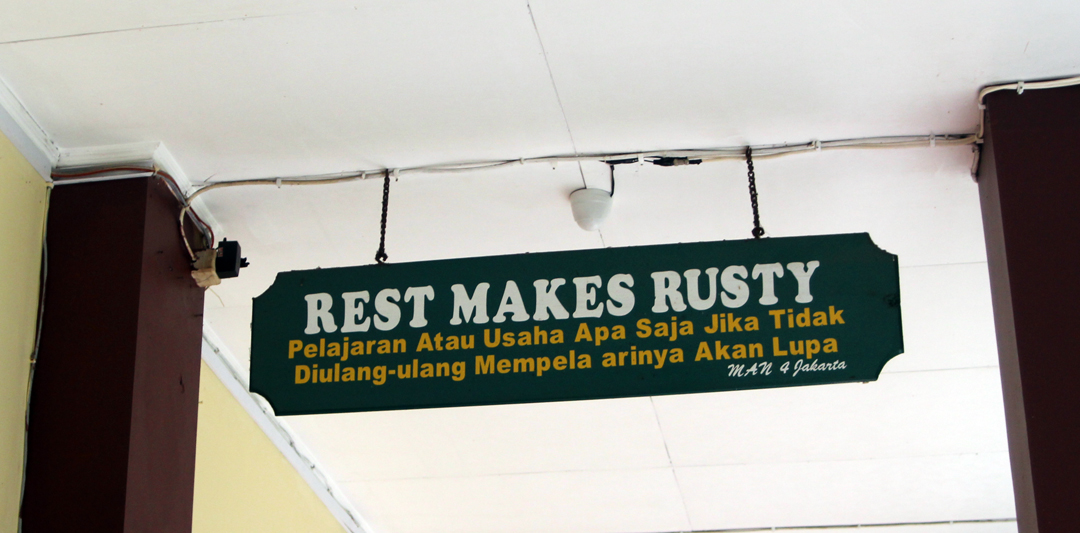 REST MAKES RUSTY
Pelajaran Atau Usaha Apa Saja Jika Tidak
Diulang-ulang Mempela arinya Akan Lupa
MAN 4 Jakarta